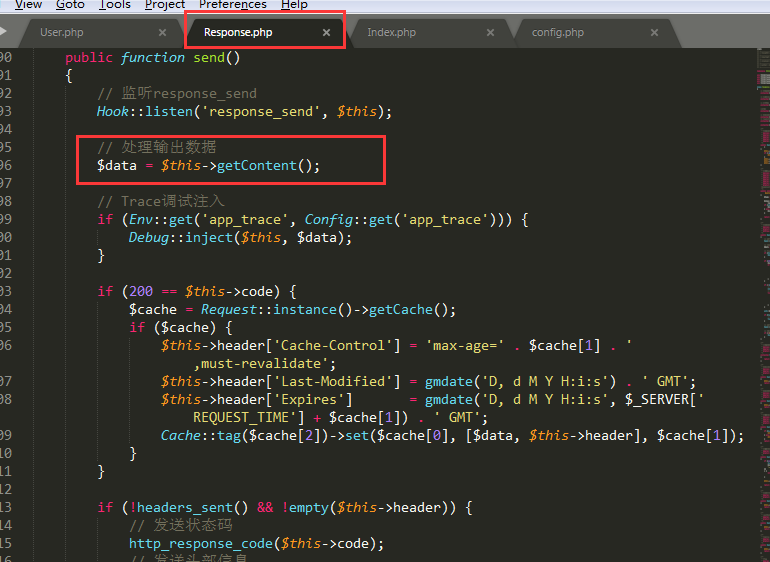 View Goto Tools Project Preferences Help
User.php × Response.php × Index.php × config.php ×
90 public function send()
91 {
92 // 监听response_send
93 Hook::listen('response_send', $this);
94
95 // 处理输出数据
96 $data = $this->getContent();
97
98 // Trace调试注入
99 if (Env::get('app_trace', Config::get('app_trace'))) {
00 Debug::inject($this, $data);
01 }
02
03 if (200 == $this->code) {
04 $cache = Request::instance()->getCache();
05 if ($cache) {
06 $this->header['Cache-Control'] = 'max-age=' . $cache[1] . '
,must-revalidate';
07 $this->header['Last-Modified'] = gmdate('D, d M Y H:i:s') . ' GMT';
08 $this->header['Expires'] = gmdate('D, d M Y H:i:s', $_SERVER['
REQUEST_TIME'] + $cache[1]) . ' GMT';
09 Cache::tag($cache[2])->set($cache[0], [$data, $this->header], $cache[1]);
10 }
11 }
12
13 if (!headers_sent() && !empty($this->header)) {
14 // 发送状态码
15 http_response_code($this->code);
16 // 发送头部信息